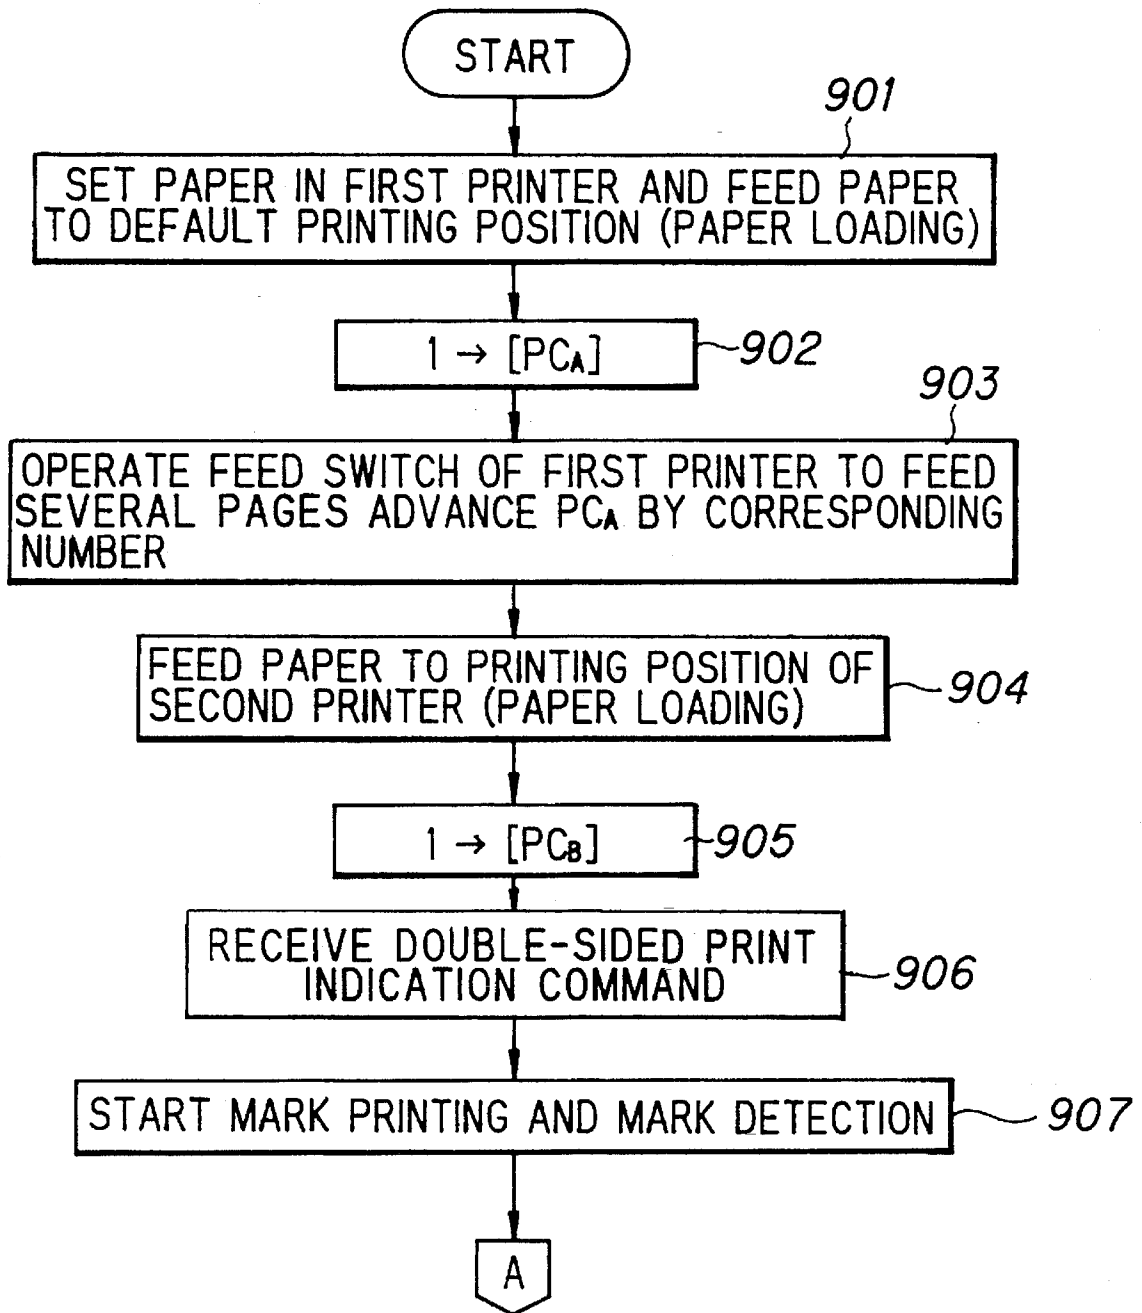 START
901
SET PAPER IN FIRST PRINTER AND FEED PAPER
TO DEFAULT PRINTING POSITION (PAPER LOADING)
1 → [PCA]
902
903
OPERATE FEED SWITCH OF FIRST PRINTER TO FEED
SEVERAL PAGES ADVANCE PCA BY CORRESPONDING
NUMBER
FEED PAPER TO PRINTING POSITION OF
SECOND PRINTER (PAPER LOADING)
904
1 → [PCB]
905
RECEIVE DOUBLE-SIDED PRINT
INDICATION COMMAND
906
START MARK PRINTING AND MARK DETECTION
907
A